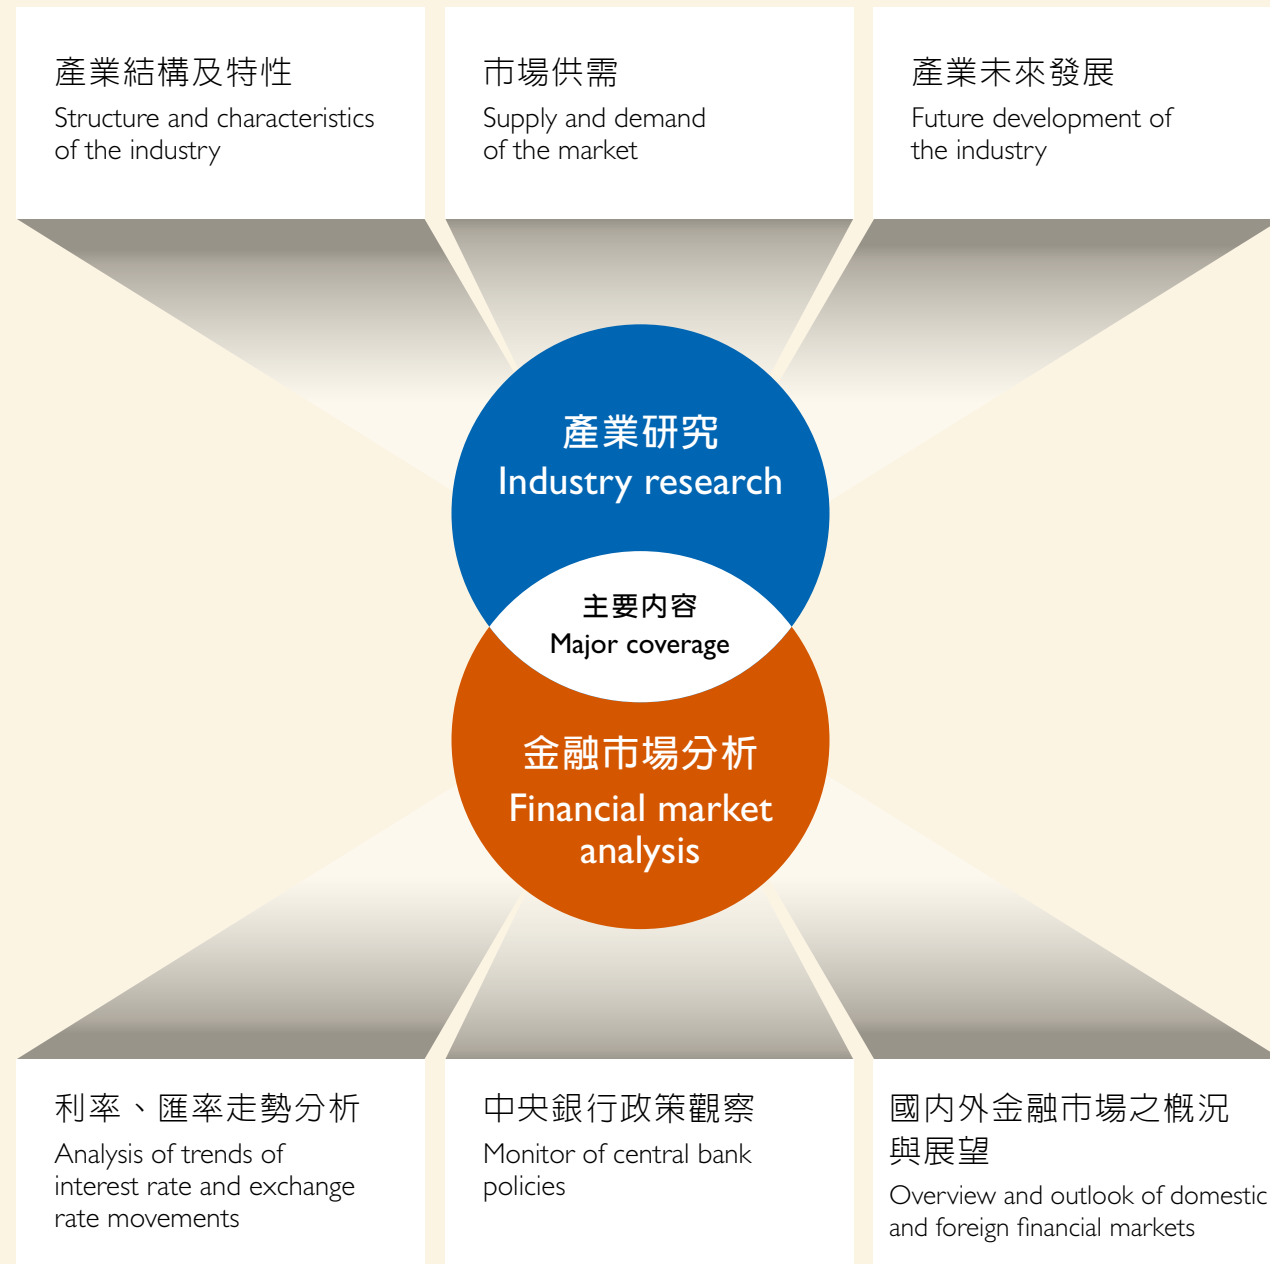 產業結構及特性
Structure and characteristics
of the industry
市場供需
Supply and demand
of the market
產業未來發展
Future development of
the industry
產業研究
Industry research
主要內容
Major coverage
金融市場分析
Financial market
analysis
利率、匯率走勢分析
Analysis of trends of
interest rate and exchange
rate movements
中央銀行政策觀察
Monitor of central bank
policies
國內外金融市場之概況
與展望
Overview and outlook of domestic
and foreign financial markets